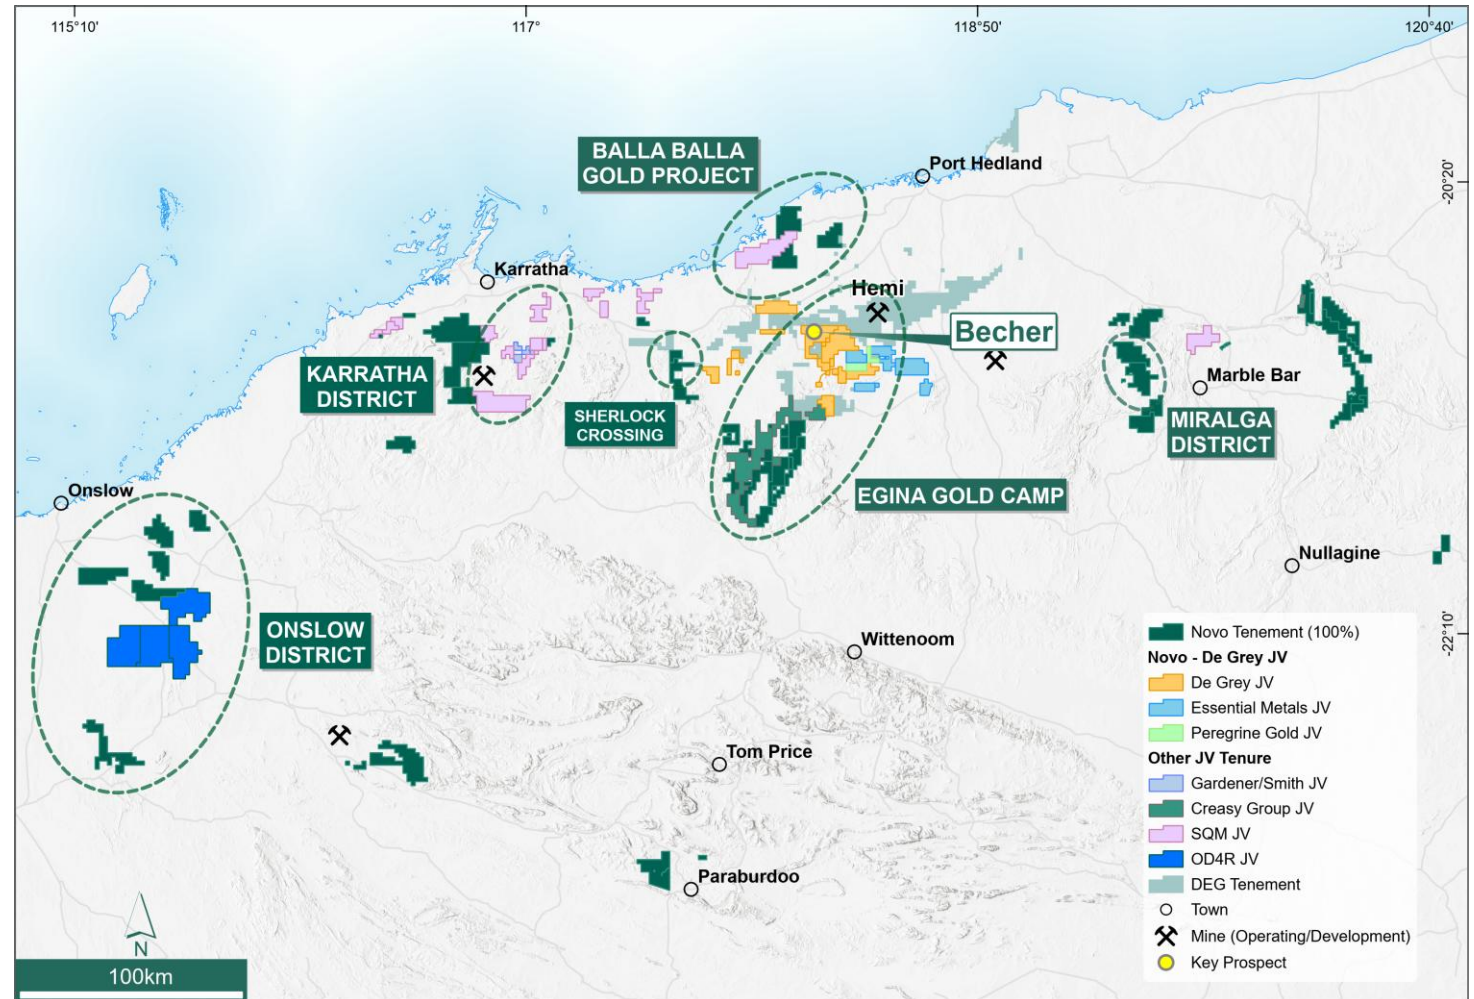 115°10'
117°
118°50'
120°40'
BALLA BALLA
GOLD PROJECT
Port Hedland
-20°20'
Karratha
Hemi
Becher
KARRATHA
DISTRICT
SHERLOCK
CROSSING
Marble Bar
MIRALGA
DISTRICT
EGINA GOLD CAMP
Onslow
Nullagine
ONSLOW
DISTRICT
Wittenoom
-22°10'
Tom Price
Paraburdoo
Novo Tenement (100%)
Novo - De Grey JV
De Grey JV
Essential Metals JV
Peregrine Gold JV
Other JV Tenure
Gardener/Smith JV
Creasy Group JV
SQM JV
OD4R JV
DEG Tenement
Town
Mine (Operating/Development)
Key Prospect
N
100km